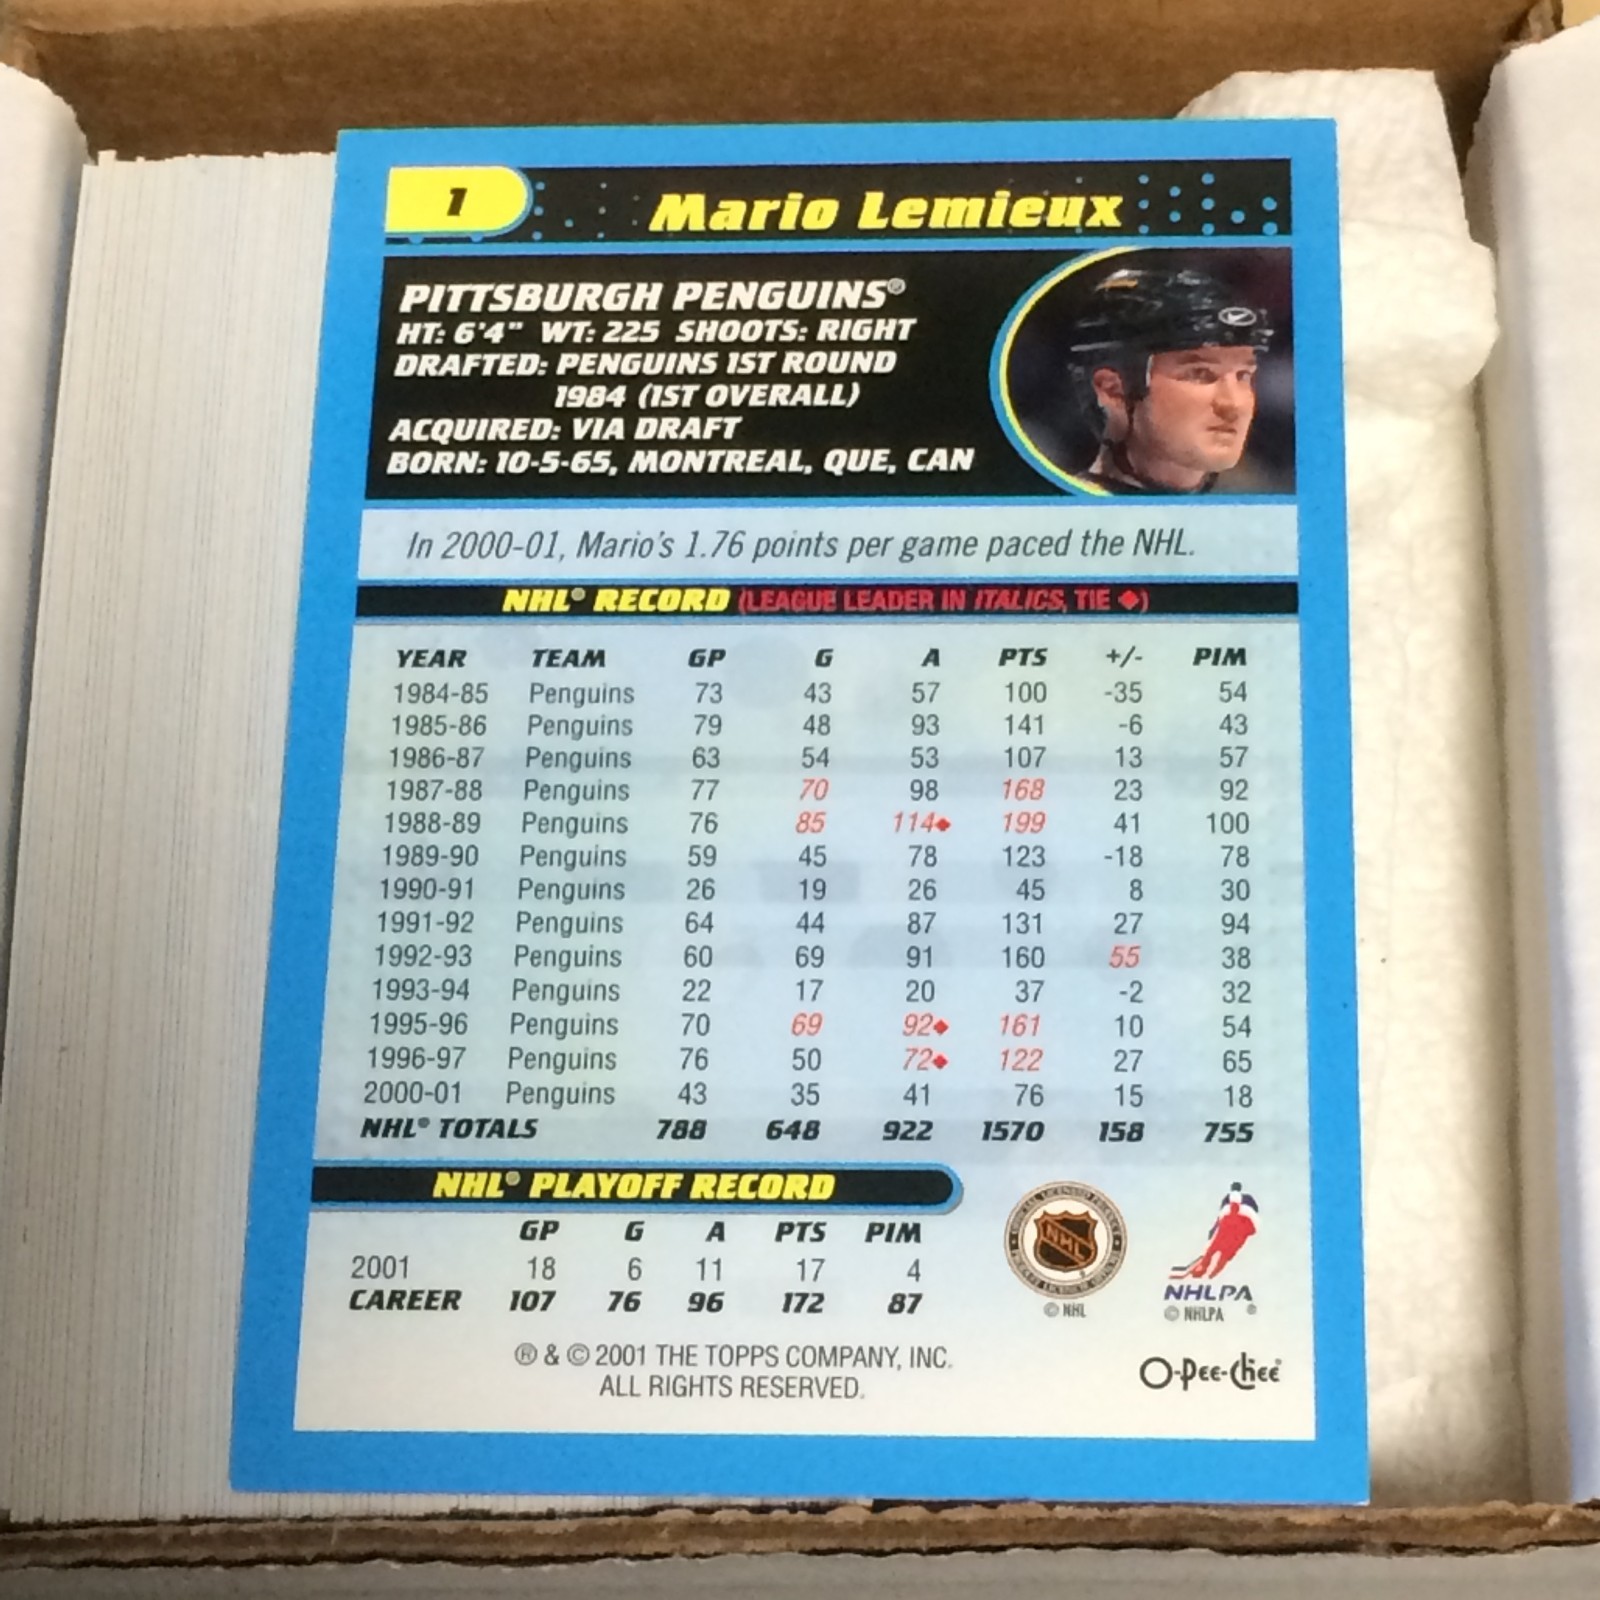 1 Mario Lemieux
PITTSBURGH PENGUINS®
HT: 6'4" WT: 225 SHOOTS: RIGHT
DRAFTED: PENGUINS 1ST ROUND
1984 (1ST OVERALL)
ACQUIRED: VIA DRAFT
BORN: 10-5-65, MONTREAL, QUE, CAN
In 2000-01, Mario's 1.76 points per game paced the NHL.
NHL® RECORD (LEAGUE LEADER IN ITALICS, TIE ◆)
YEAR TEAM GP G A PTS +/- PIM
1984-85 Penguins 73 43 57 100 -35 54
1985-86 Penguins 79 48 93 141 -6 43
1986-87 Penguins 63 54 53 107 13 57
1987-88 Penguins 77 70 98 168 23 92
1988-89 Penguins 76 85 114◆ 199 41 100
1989-90 Penguins 59 45 78 123 -18 78
1990-91 Penguins 26 19 26 45 8 30
1991-92 Penguins 64 44 87 131 27 94
1992-93 Penguins 60 69 91 160 55 38
1993-94 Penguins 22 17 20 37 -2 32
1995-96 Penguins 70 69 92◆ 161 10 54
1996-97 Penguins 76 50 72◆ 122 27 65
2000-01 Penguins 43 35 41 76 15 18
NHL® TOTALS 788 648 922 1570 158 755
NHL® PLAYOFF RECORD
GP G A PTS PIM
2001 18 6 11 17 4
CAREER 107 76 96 172 87
NHL
© NHL
NHLPA
© NHLPA ®
® & © 2001 THE TOPPS COMPANY, INC.
ALL RIGHTS RESERVED.
O-Pee-Chee